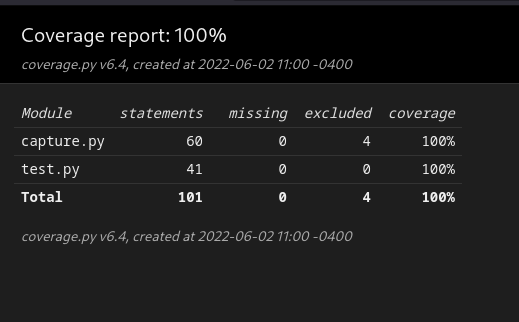 Coverage report: 100%
coverage.py v6.4, created at 2022-06-02 11:00 -0400
Module statements missing excluded coverage
capture.py 60 0 4 100%
test.py 41 0 0 100%
Total 101 0 4 100%
coverage.py v6.4, created at 2022-06-02 11:00 -0400